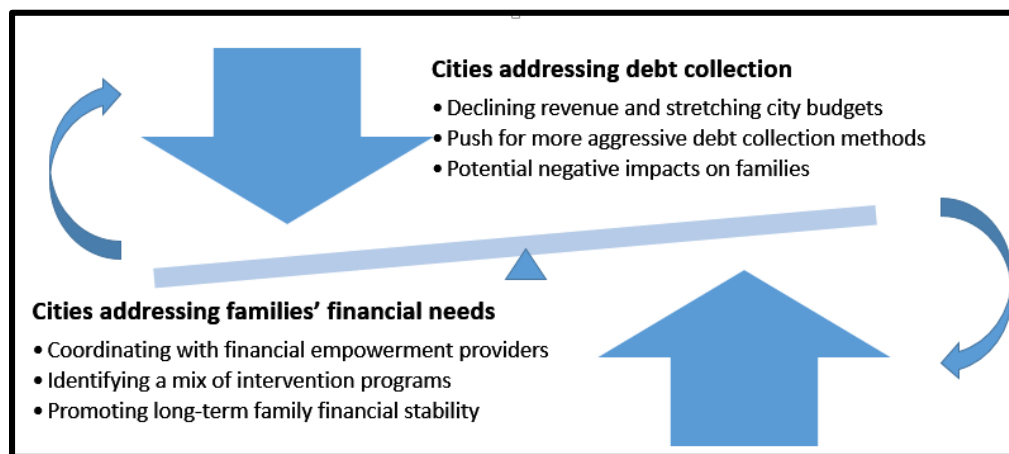 Cities addressing debt collection
• Declining revenue and stretching city budgets
• Push for more aggressive debt collection methods
• Potential negative impacts on families
Cities addressing families’ financial needs
• Coordinating with financial empowerment providers
• Identifying a mix of intervention programs
• Promoting long-term family financial stability